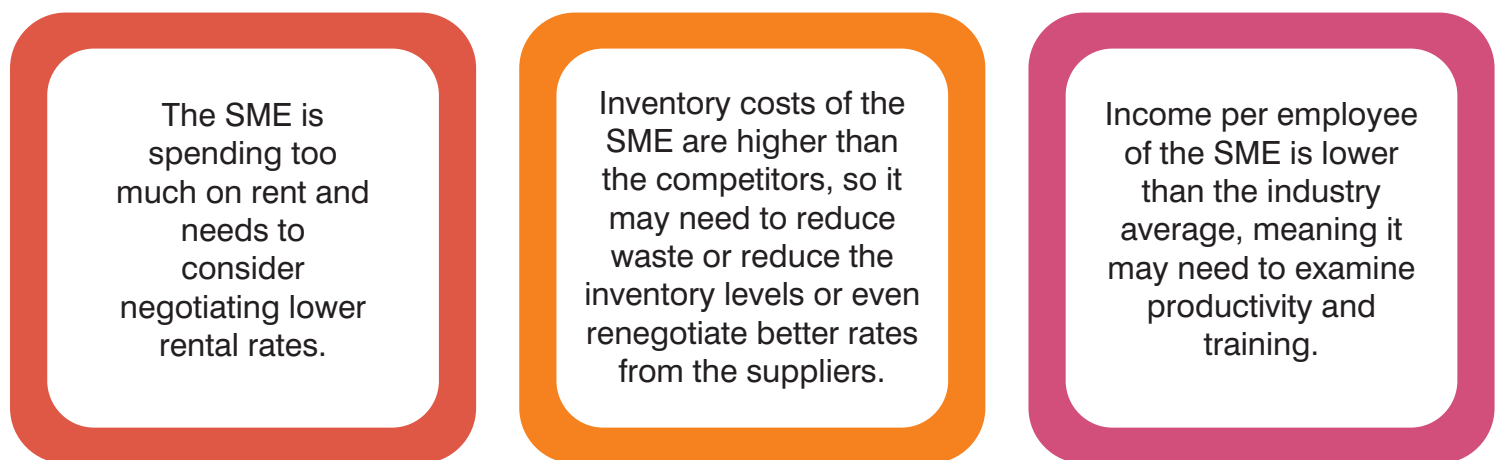 The SME is
spending too
much on rent and
needs to
consider
negotiating lower
rental rates.
Inventory costs of the
SME are higher than
the competitors, so it
may need to reduce
waste or reduce the
inventory levels or even
renegotiate better rates
from the suppliers.
Income per employee
of the SME is lower
than the industry
average, meaning it
may need to examine
productivity and
training.